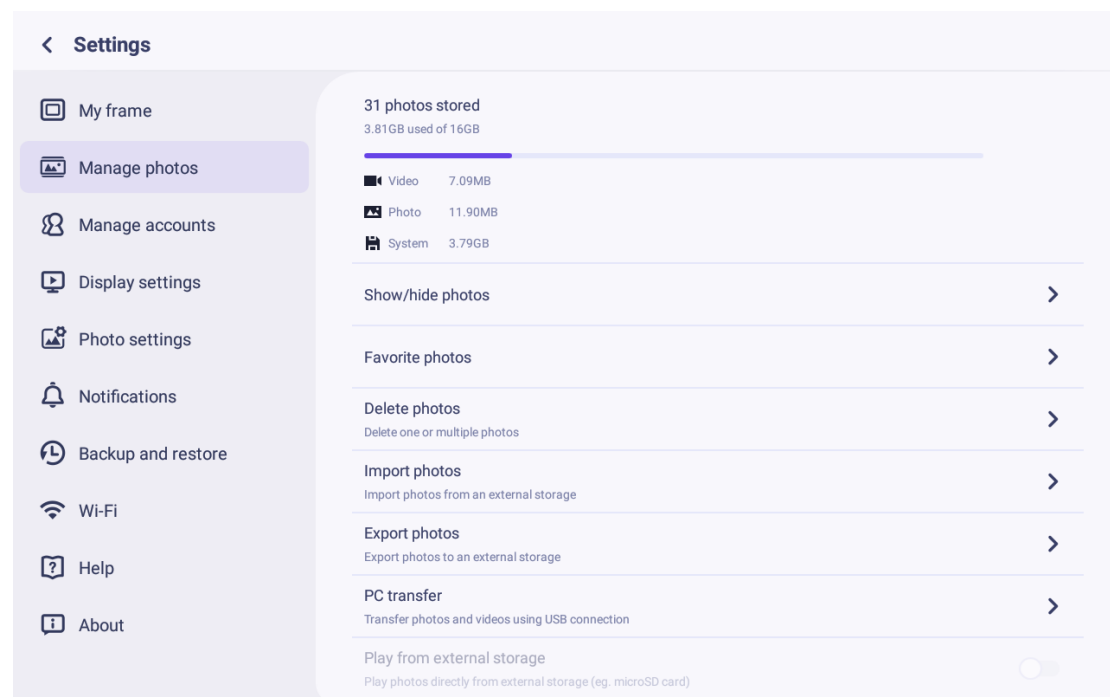 Settings
My frame
Manage photos
Manage accounts
Display settings
Photo settings
Notifications
Backup and restore
Wi-Fi
Help
About
31 photos stored
3.81GB used of 16GB
Video 7.09MB
Photo 11.90MB
System 3.79GB
Show/hide photos
Favorite photos
Delete photos
Delete one or multiple photos
Import photos
Import photos from an external storage
Export photos
Export photos to an external storage
PC transfer
Transfer photos and videos using USB connection
Play from external storage
Play photos directly from external storage (eg. microSD card)